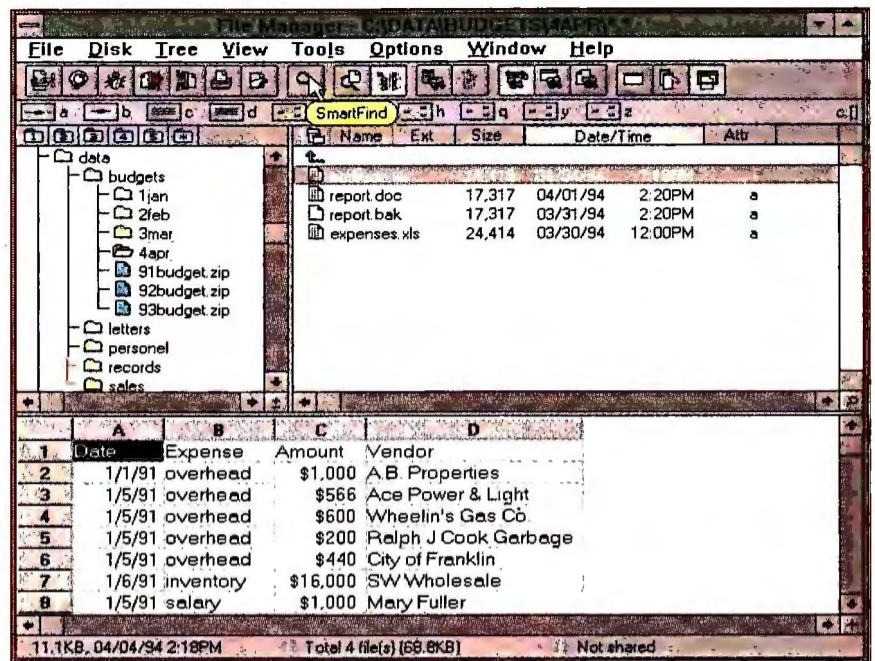 File Manager - C:\DATA\BUDGETS\4APR\*.*
File Disk Tree View Tools Options Window Help
a b c d SmartFind h q y z c:[]
1 2 3 4 5 6
Name Ext Size Date/Time Attr
data
budgets
1jan
2feb
3mar
4apr
91budget.zip
92budget.zip
93budget.zip
letters
personel
records
sales
t..
report.doc 17,317 04/01/94 2:20PM a
report.bak 17,317 03/31/94 2:20PM a
expenses.xls 24,414 03/30/94 12:00PM a
A B C D
1 Date Expense Amount Vendor
2 1/1/91 overhead $1,000 A.B. Properties
3 1/5/91 overhead $566 Ace Power & Light
4 1/5/91 overhead $600 Wheelin's Gas Co.
5 1/5/91 overhead $200 Ralph J Cook Garbage
6 1/5/91 overhead $440 City of Franklin
7 1/6/91 inventory $16,000 SW Wholesale
8 1/5/91 salary $1,000 Mary Fuller
11.1KB, 04/04/94 2:18PM Total 4 file(s) (68.8KB) Not shared